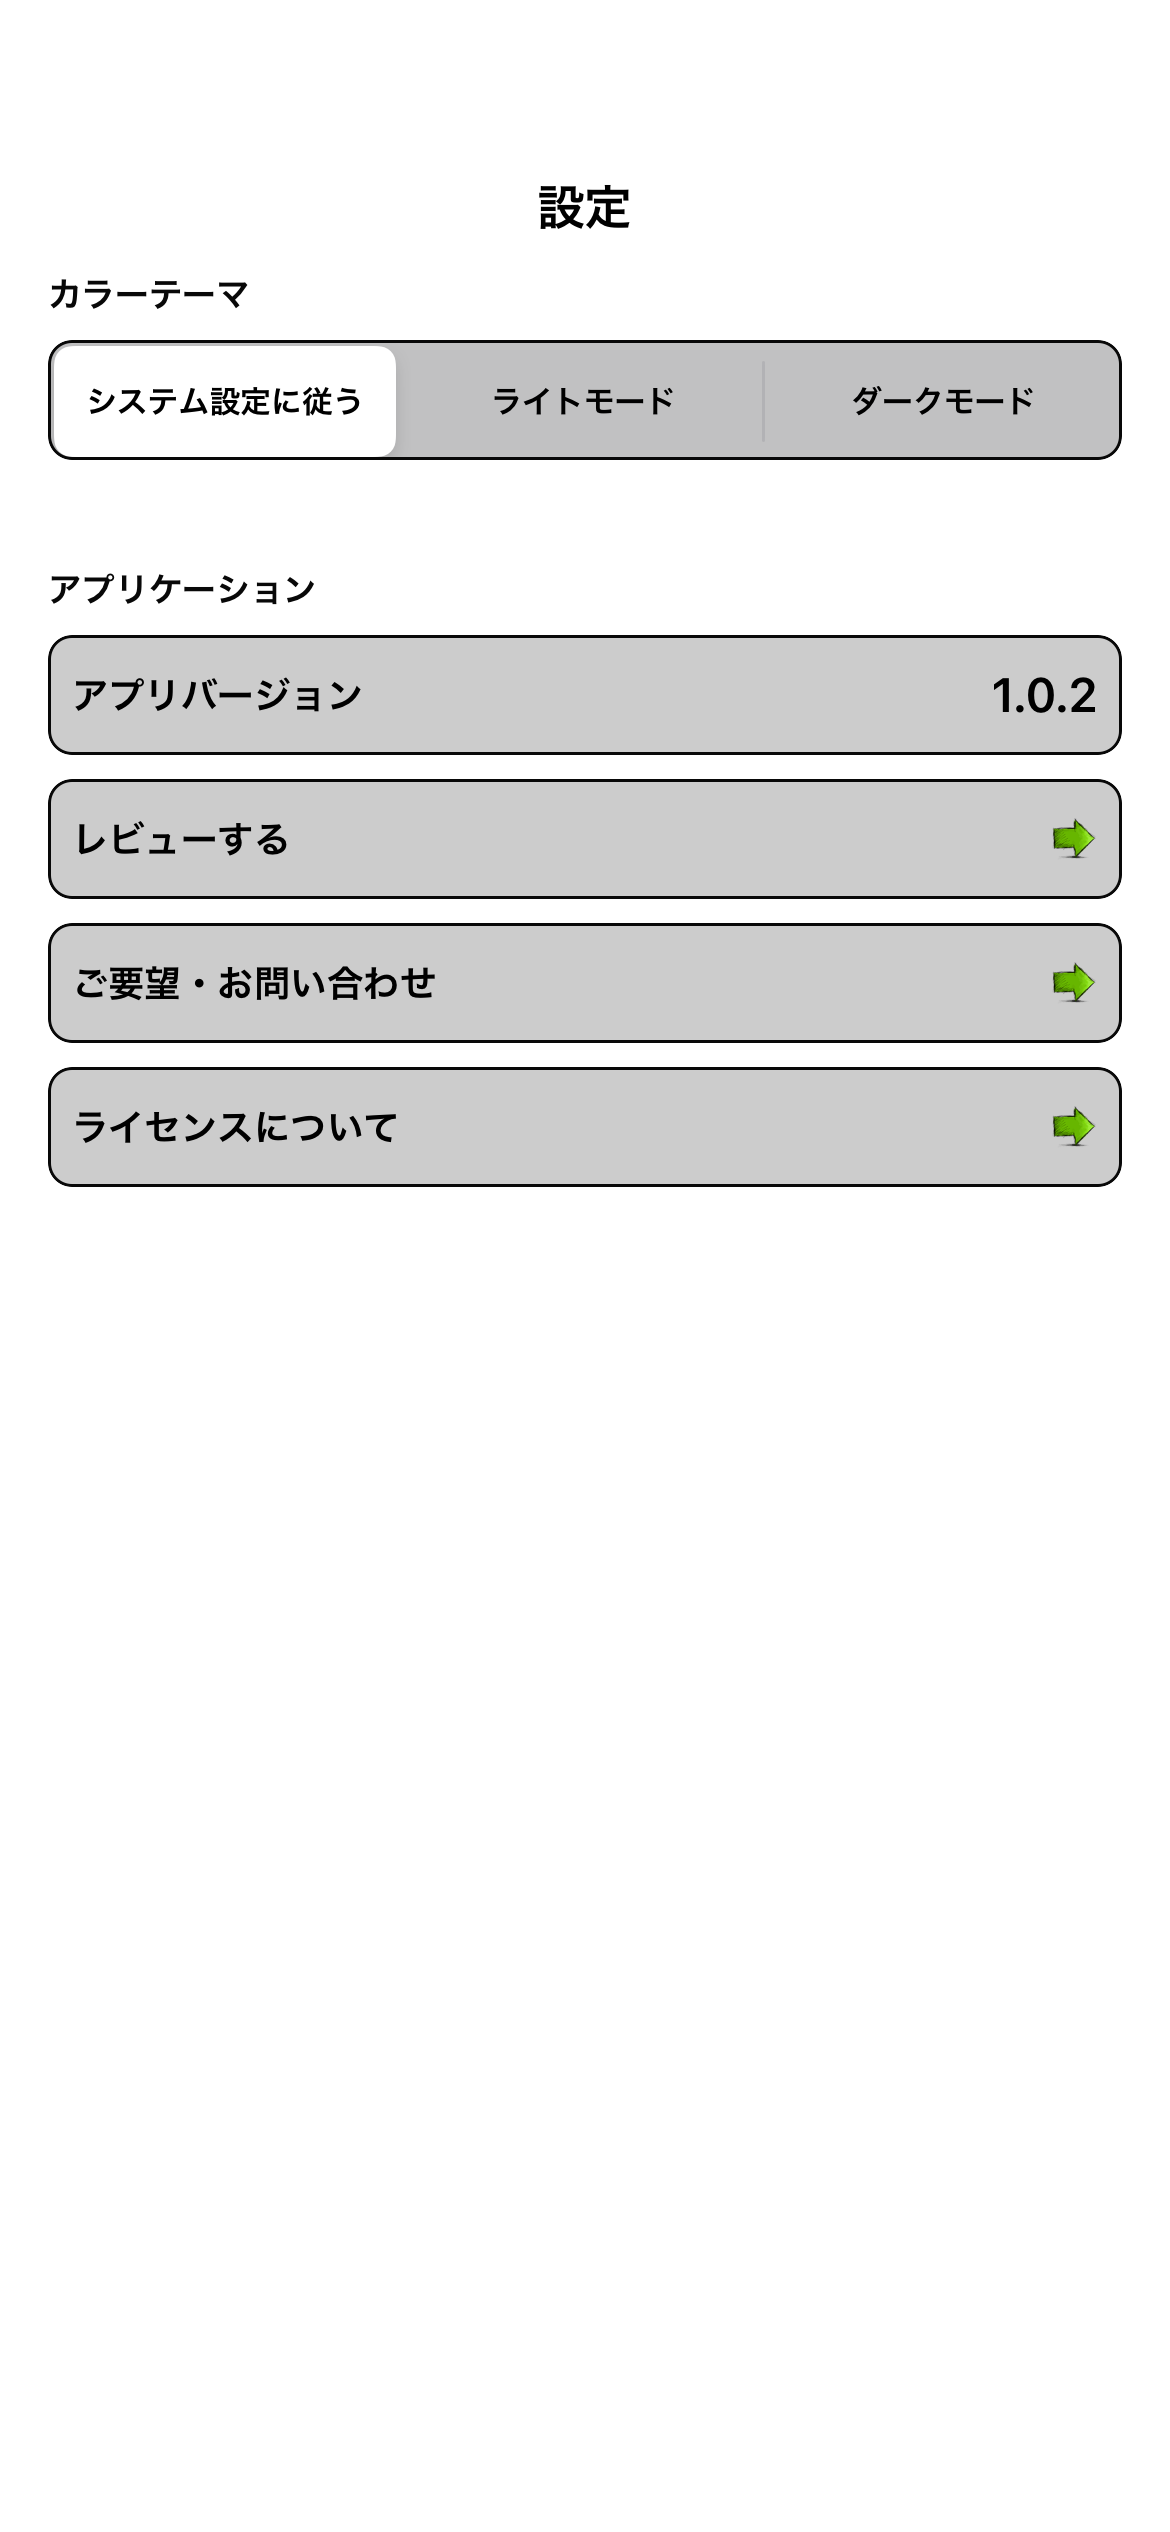 設定
カラーテーマ
システム設定に従う ライトモード ダークモード
アプリケーション
アプリバージョン 1.0.2
レビューする
ご要望・お問い合わせ
ライセンスについて